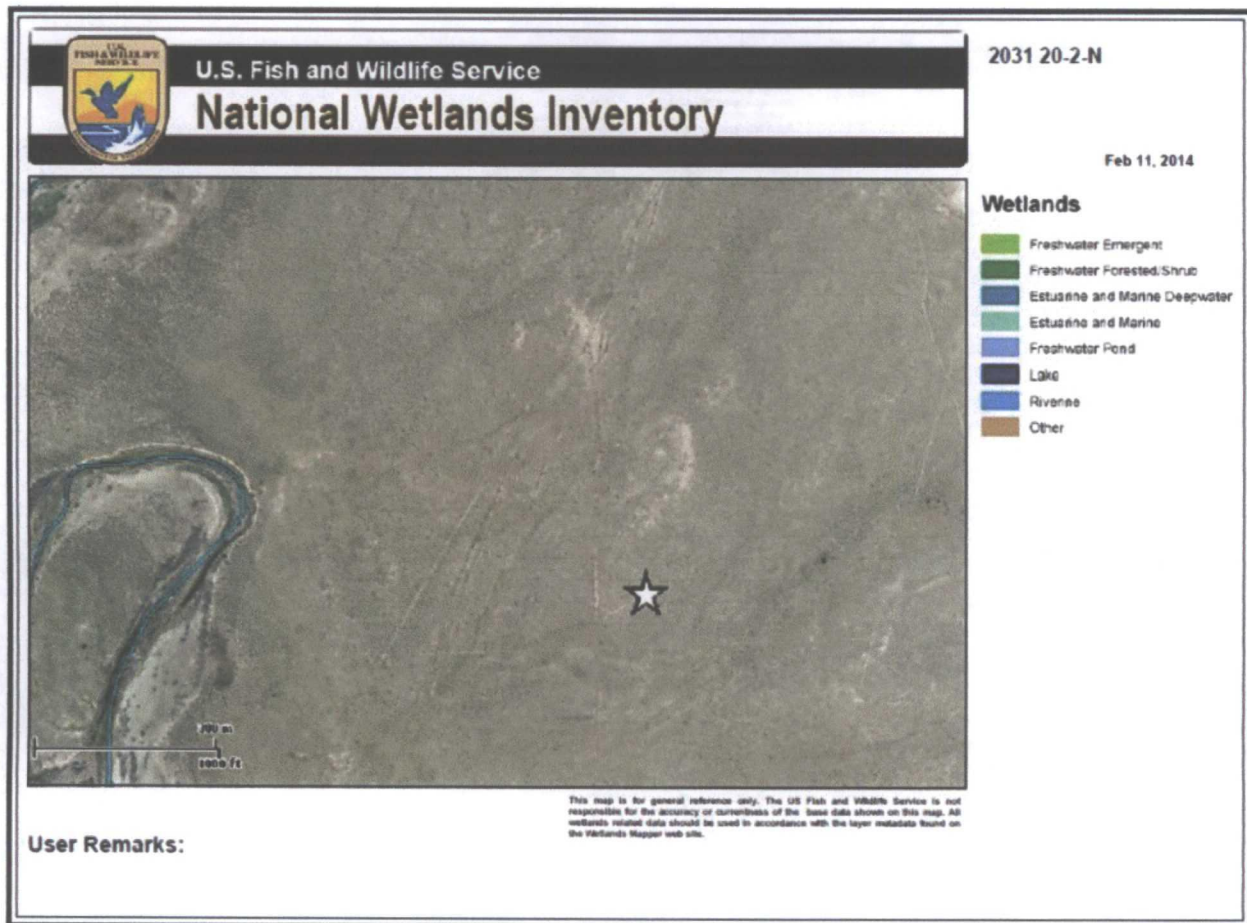 U.S.
FISH & WILDLIFE
SERVICE
U.S. Fish and Wildlife Service
National Wetlands Inventory
2031 20-2-N
Feb 11, 2014
Wetlands
Freshwater Emergent
Freshwater Forested/Shrub
Estuarine and Marine Deepwater
Estuarine and Marine
Freshwater Pond
Lake
Riverine
Other
m
ft
This map is for general reference only. The US Fish and Wildlife Service is not
responsible for the accuracy or currentness of the base data shown on this map. All
wetlands related data should be used in accordance with the layer metadata found on
the Wetlands Mapper web site.
User Remarks: